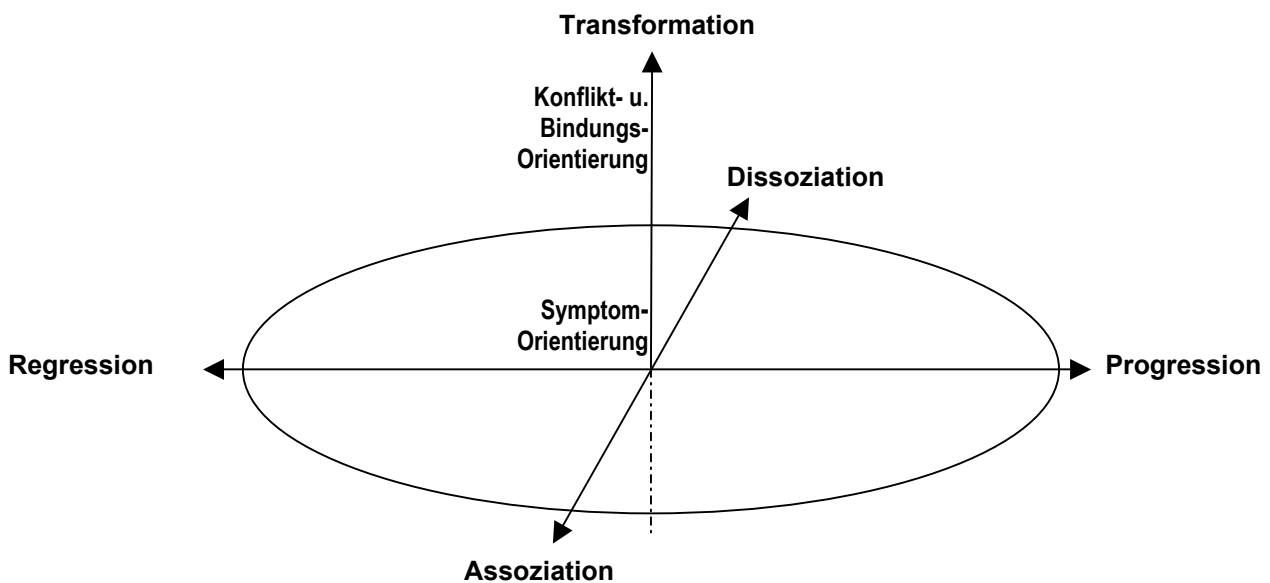 Transformation
Konflikt- u.
Bindungs-
Orientierung
Dissoziation
Symptom-
Orientierung
Regression
Progression
Assoziation